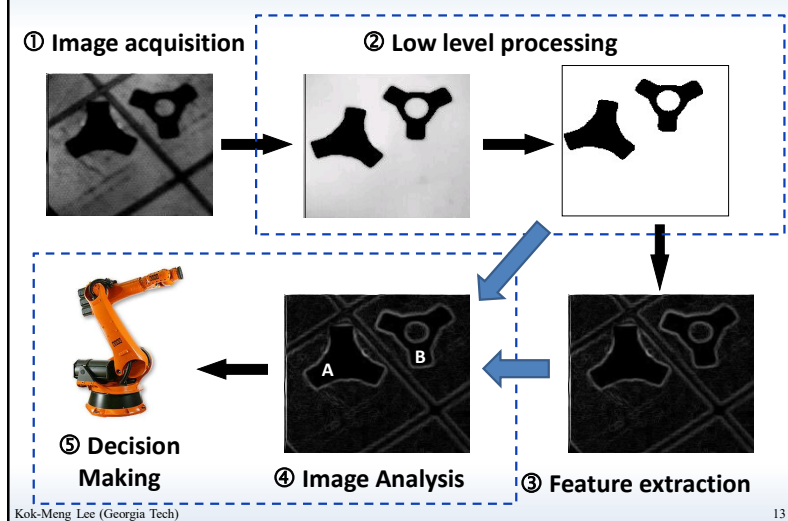 ① Image acquisition
② Low level processing
A
B
⑤ Decision
Making
④ Image Analysis
③ Feature extraction
Kok-Meng Lee (Georgia Tech)
13